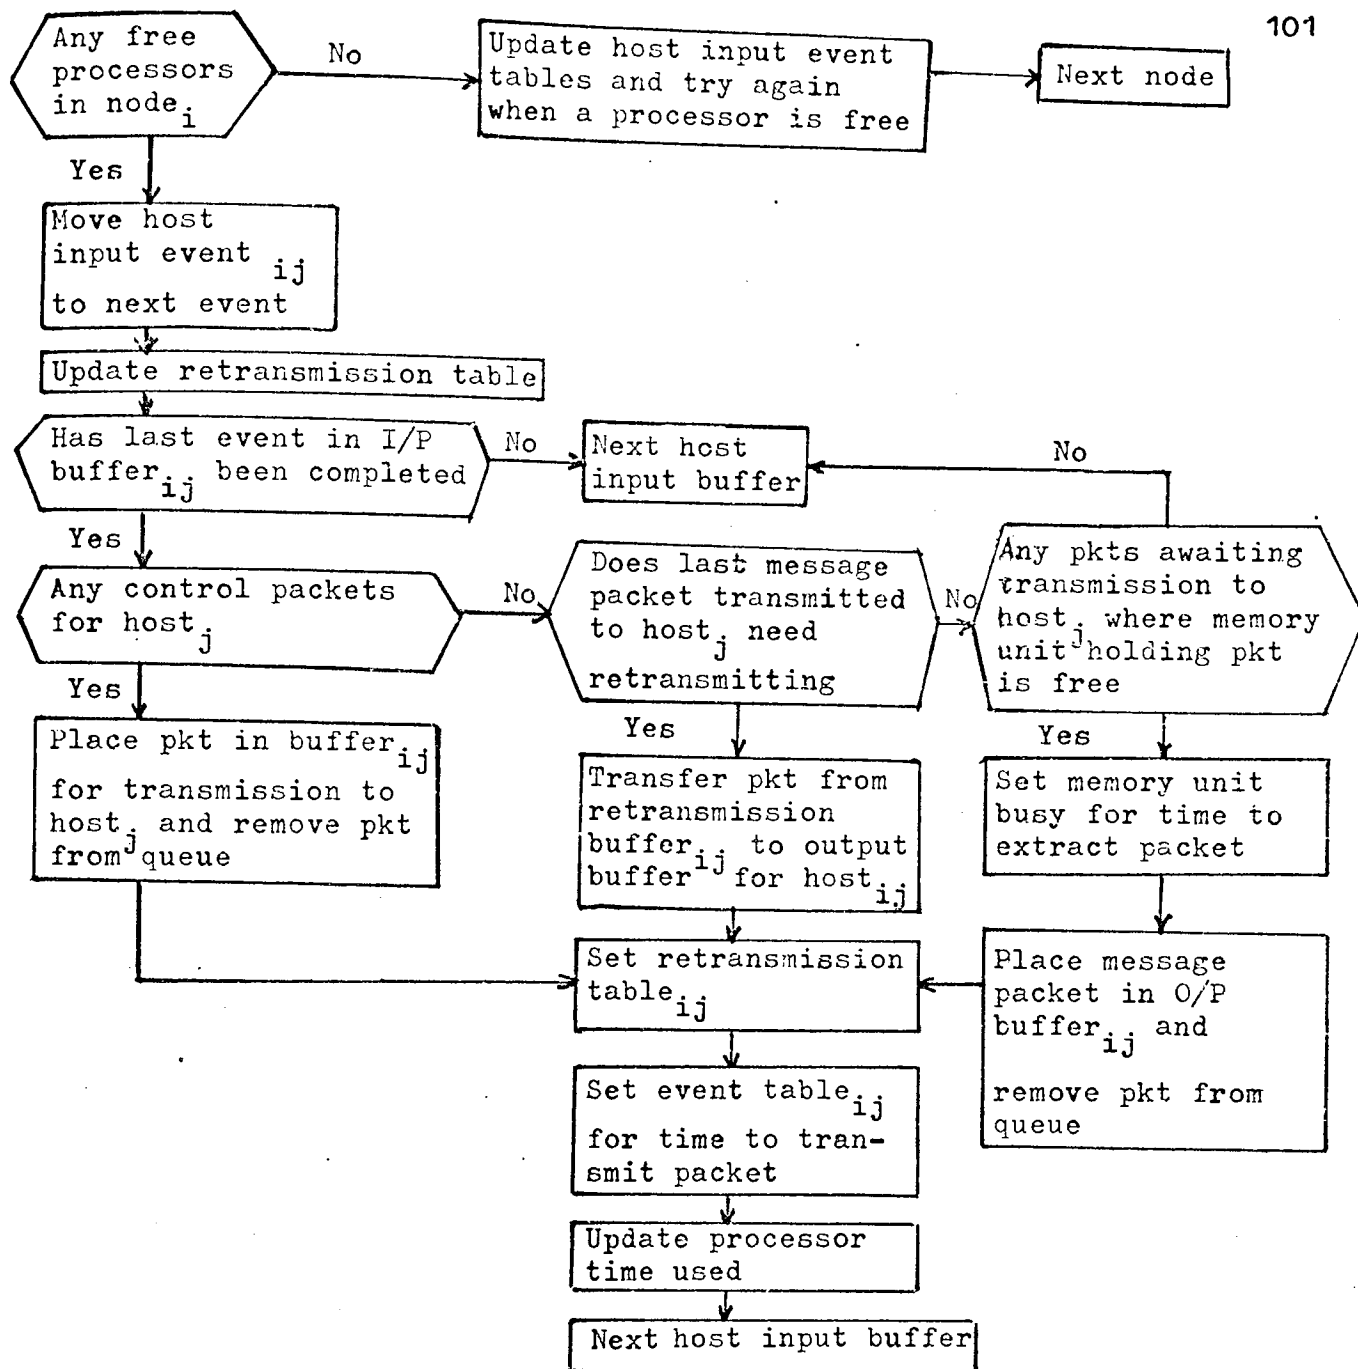 101
Any free
processors
in node i
No
Update host input event
tables and try again
when a processor is free
Next node
Yes
Move host
input event ij
to next event
Update retransmission table
Has last event in I/P
buffer ij been completed
No
Next host
input buffer
No
Yes
Any control packets
for host j
No
Does last message
packet transmitted
to host j need
retransmitting
No
Any pkts awaiting
transmission to
host j where memory
unit holding pkt
is free
Yes
Place pkt in buffer ij
for transmission to
host j and remove pkt
from queue
Yes
Transfer pkt from
retransmission
buffer ij to output
buffer for host ij
Yes
Set memory unit
busy for time to
extract packet
Set retransmission
table ij
Place message
packet in O/P
buffer ij and
remove pkt from
queue
Set event table ij
for time to tran-
smit packet
Update processor
time used
Next host input buffer